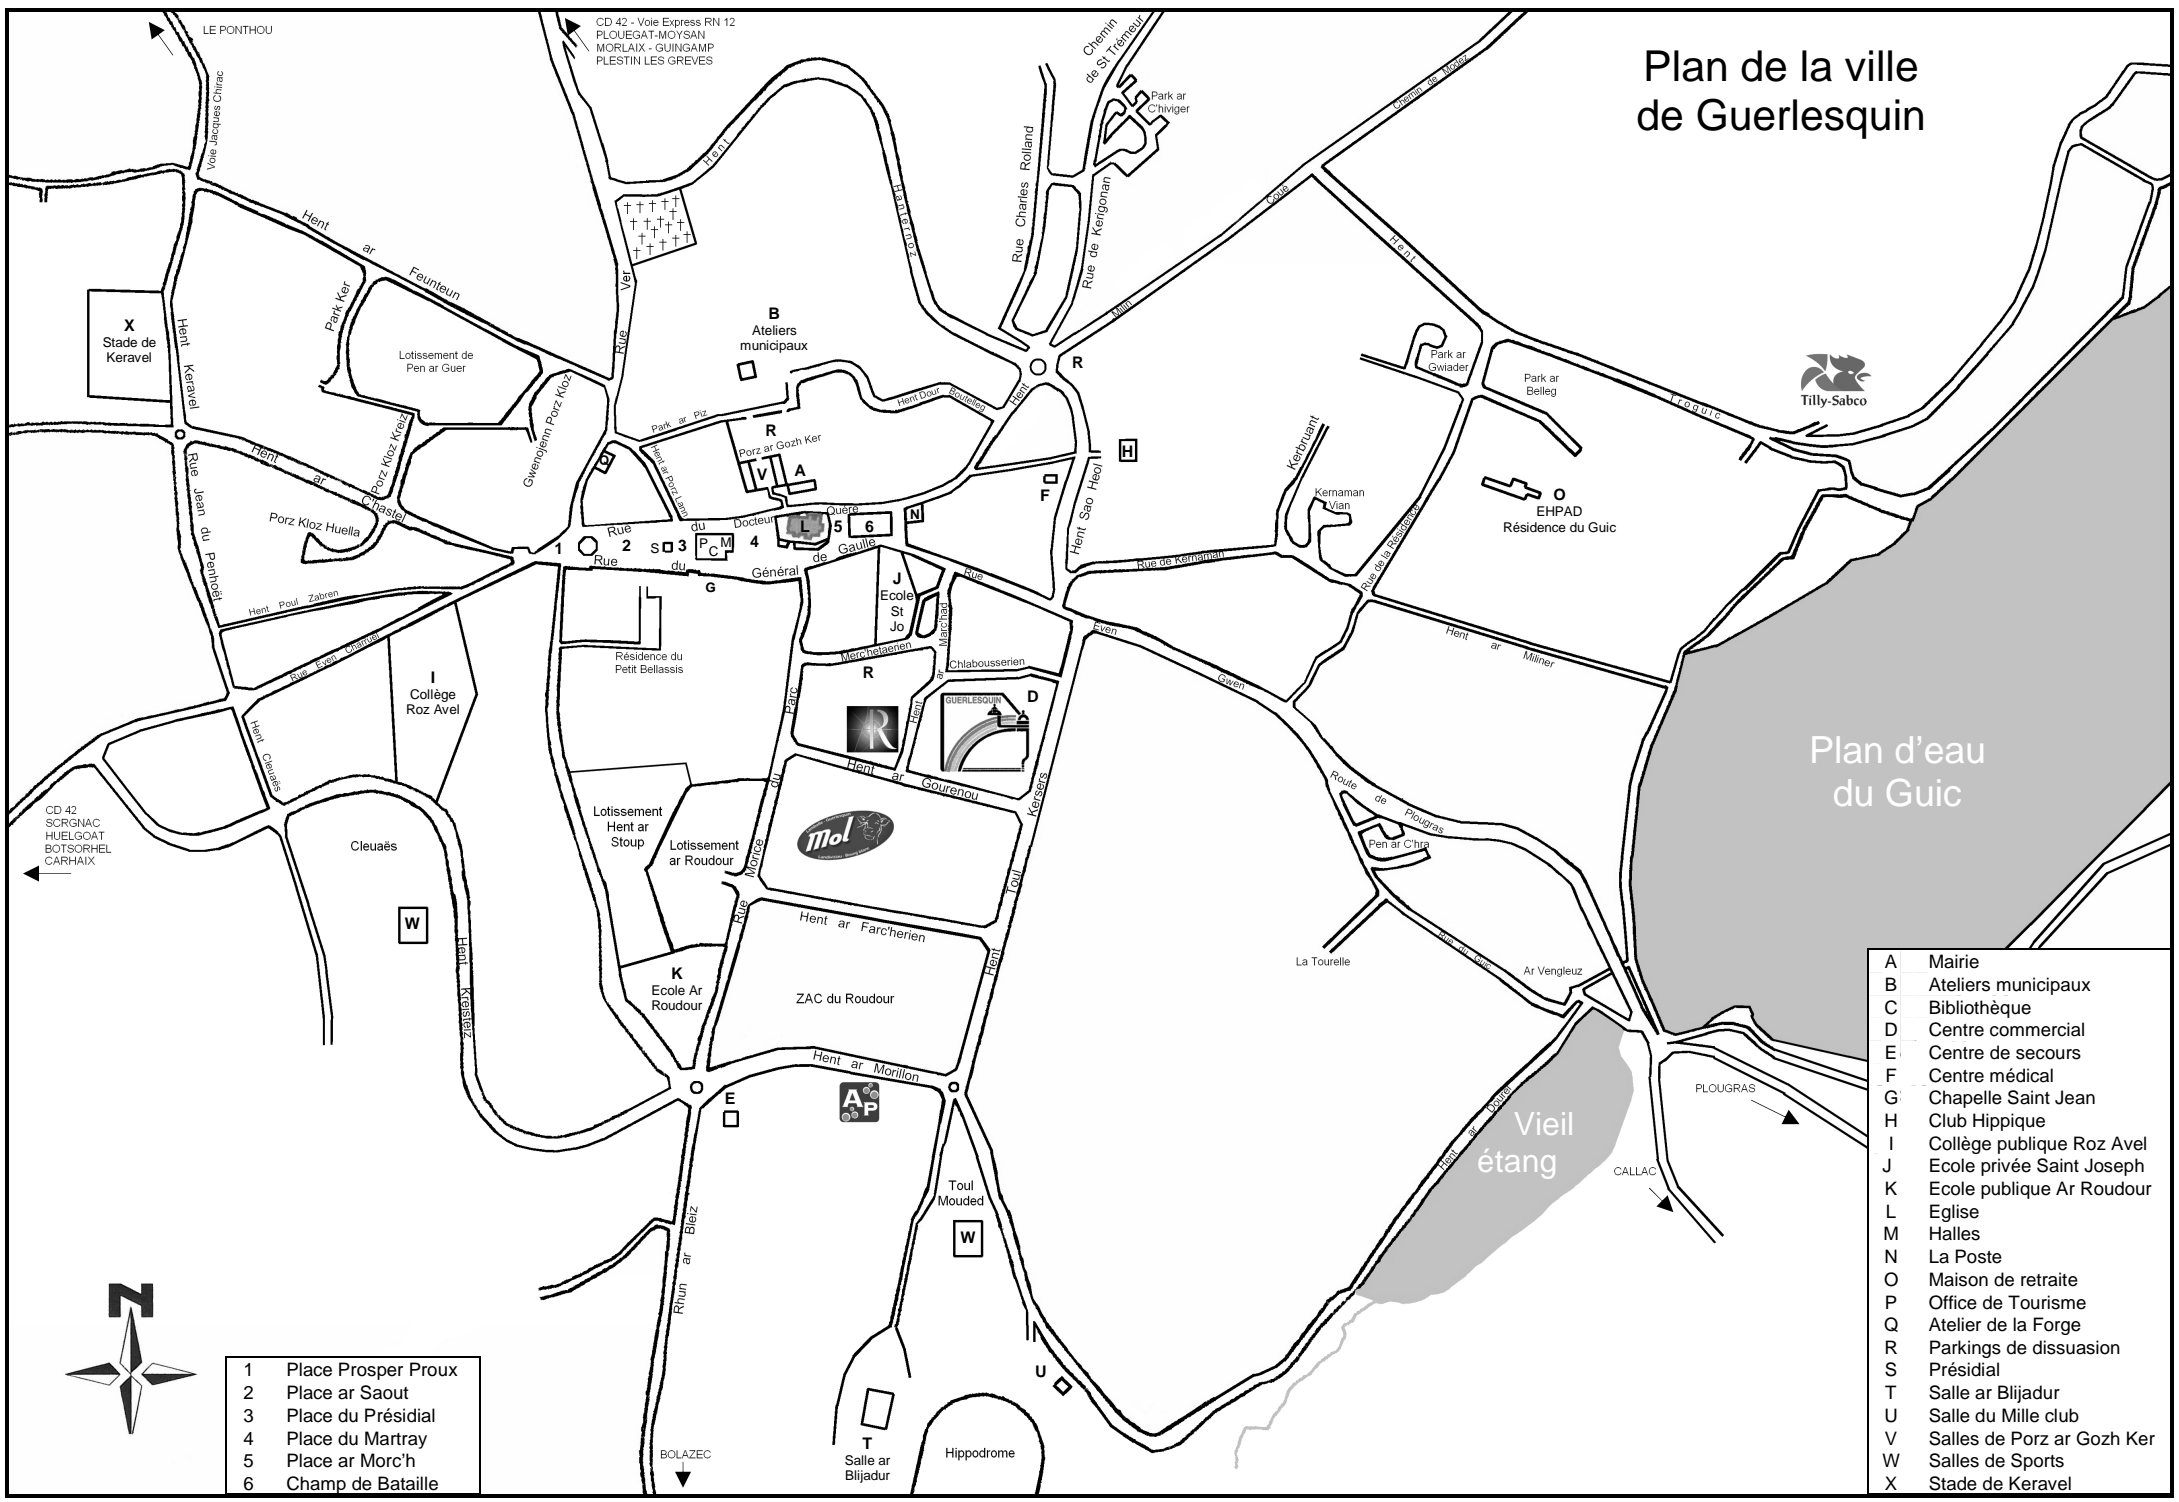 LE PONTHOU
CD 42 - Voie Express RN 12
PLOUEGAT-MOYSAN
MORLAIX - GUINGAMP
PLESTIN LES GREVES
Plan de la ville
de Guerlesquin
Voie Jacques Chirac
Chemin
de St Trémeur
Park ar
C'hiviger
Chemin de Modez
Hent
Hanternoz
Rue Charles Rolland
Rue de Kerigonan
Milin
Coué
Hent
Troguic
Hent
ar
Feunteun
Park Ker
Rue
Ver
X
Stade de
Keravel
Hent Keravel
Lotissement de
Pen ar Guer
B
Ateliers
municipaux
R
Park ar
Gwiader
Park ar
Belleg
Tilly-Sabco
Gwenojenn Porz Kloz
Park ar Piz
Hent Dour Boutelleg
Hent
R
Porz ar Gozh Ker
V
A
Hent ar Porz Lann
Q
Porz Kloz Kreiz
Hent
ar
C'hastel
Porz Kloz Huella
Rue Jean du Penhoët
H
F
Hent Sao Heol
Kerbruant
Kernaman
Vian
Rue de la Résidence
O
EHPAD
Résidence du Guic
Rue
du
Docteur
Quéré
L
5
6
N
1
2
S
3
P
C
M
4
Rue
du
Général
de
Gaulle
G
Rue
Rue de Kernaman
J
Ecole
St
Jo
Hent Poul Zabren
Rue Even Charruel
Résidence du
Petit Bellassis
Merc'hetaerien
Hent
ar
Marc'had
Chlabousserien
Even
Gwen
Hent
ar
Miliner
I
Collège
Roz Avel
R
R
D
GUERLESQUIN
Hent
Cleuaës
Rue
Morice
du
Parc
Hent ar Gourenou
Hent
Toul
Kersers
Plan d'eau
du Guic
Route
de
Plougras
Pen ar C'hra
CD 42
SCRGNAC
HUELGOAT
BOTSORHEL
CARHAIX
Cleuaës
Lotissement
Hent ar
Stoup
Lotissement
ar Roudour
Mol
W
Hent
Kreisteiz
Hent ar Farc'herien
Rue du Guic
La Tourelle
Ar Vengleuz
K
Ecole Ar
Roudour
ZAC du Roudour
Hent ar Morillon
E
A
P
Hent
ar
Dourel
Vieil
étang
PLOUGRAS
CALLAC
Toul
Mouded
W
Rhun ar Bleiz
U
T
Salle ar
Blijadur
Hippodrome
BOLAZEC
N
1 Place Prosper Proux
2 Place ar Saout
3 Place du Présidial
4 Place du Martray
5 Place ar Morc'h
6 Champ de Bataille
A Mairie
B Ateliers municipaux
C Bibliothèque
D Centre commercial
E Centre de secours
F Centre médical
G Chapelle Saint Jean
H Club Hippique
I Collège publique Roz Avel
J Ecole privée Saint Joseph
K Ecole publique Ar Roudour
L Eglise
M Halles
N La Poste
O Maison de retraite
P Office de Tourisme
Q Atelier de la Forge
R Parkings de dissuasion
S Présidial
T Salle ar Blijadur
U Salle du Mille club
V Salles de Porz ar Gozh Ker
W Salles de Sports
X Stade de Keravel